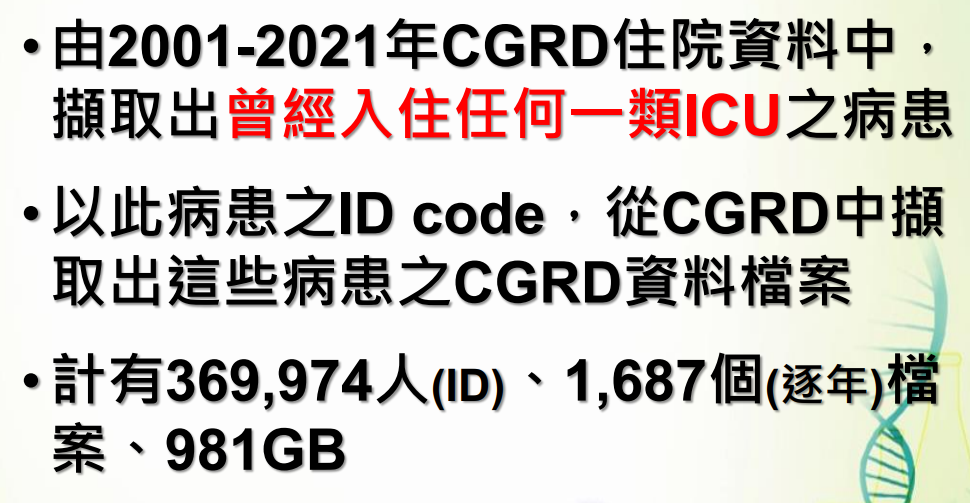 •由2001-2021年CGRD住院資料中，
擷取出曾經入住任何一類ICU之病患
•以此病患之ID code，從CGRD中擷
取出這些病患之CGRD資料檔案
•計有369,974人(ID)、1,687個(逐年)檔
案、981GB